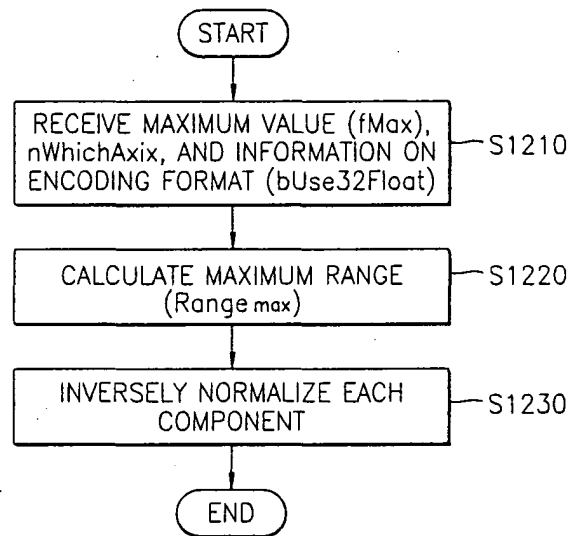 START
RECEIVE MAXIMUM VALUE (fMax),
nWhichAxix, AND INFORMATION ON
ENCODING FORMAT (bUse32Float)
S1210
CALCULATE MAXIMUM RANGE
(Range max)
S1220
INVERSELY NORMALIZE EACH
COMPONENT
S1230
END